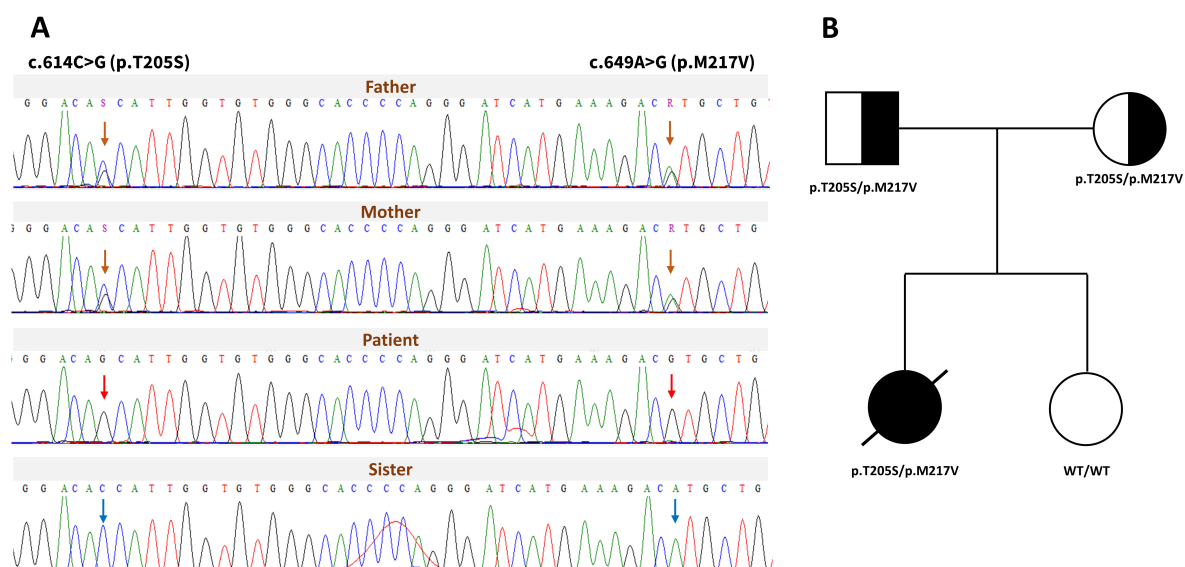 A
B
c.614C>G (p.T205S)
c.649A>G (p.M217V)
Father
G G A C A S C A T T G G T G T G G G C A C C C C A G G G A T C A T G A A A G A C R T G C T G
Mother
G G G A C A S C A T T G G T G T G G G C A C C C C A G G G A T C A T G A A A G A C R T G C T G
Patient
G G A C A G C A T T G G T G T G G G C A C C C C A G G G A T C A T G A A A G A C G T G C T G
Sister
G G A C A C C A T T G G T G T G G G C A C C C C A G G G A T C A T G A A A G A C A T G C T G
p.T205S/p.M217V
p.T205S/p.M217V
p.T205S/p.M217V
WT/WT